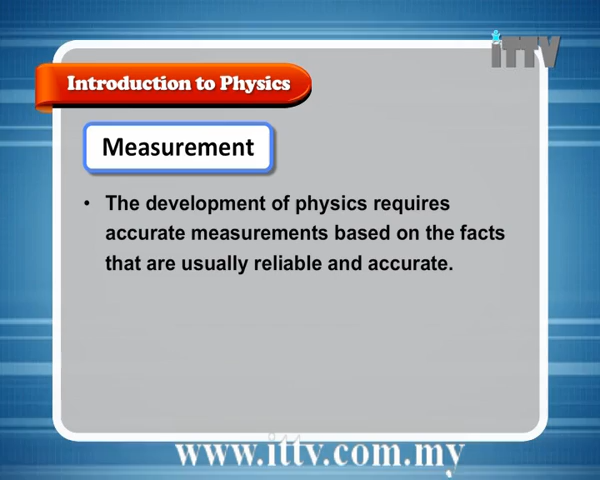 iTTV
Introduction to Physics
Measurement
• The development of physics requires
accurate measurements based on the facts
that are usually reliable and accurate.
www.ittv.com.my